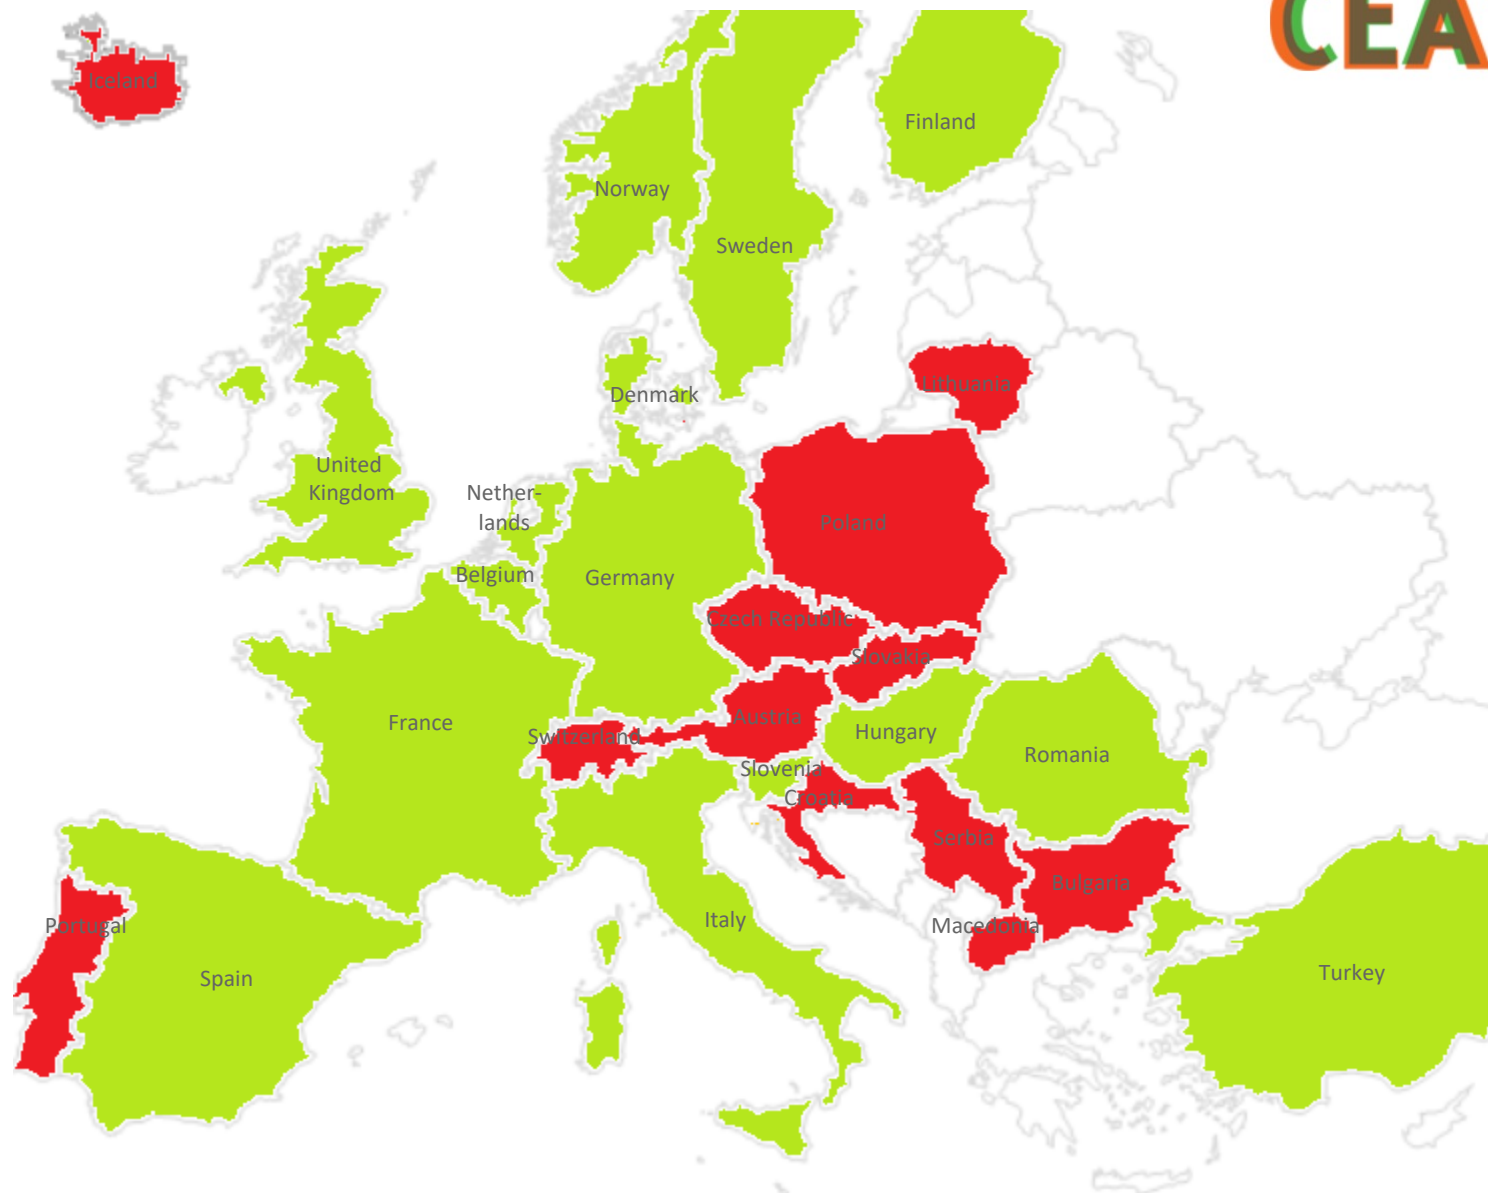 CEA
Iceland
Finland
Norway
Sweden
Denmark
Lithuania
United
Kingdom
Nether-
lands
Poland
Belgium
Germany
Czech Republic
Slovakia
France
Switzerland
Austria
Hungary
Romania
Slovenia
Croatia
Serbia
Bulgaria
Portugal
Italy
Macedonia
Spain
Turkey